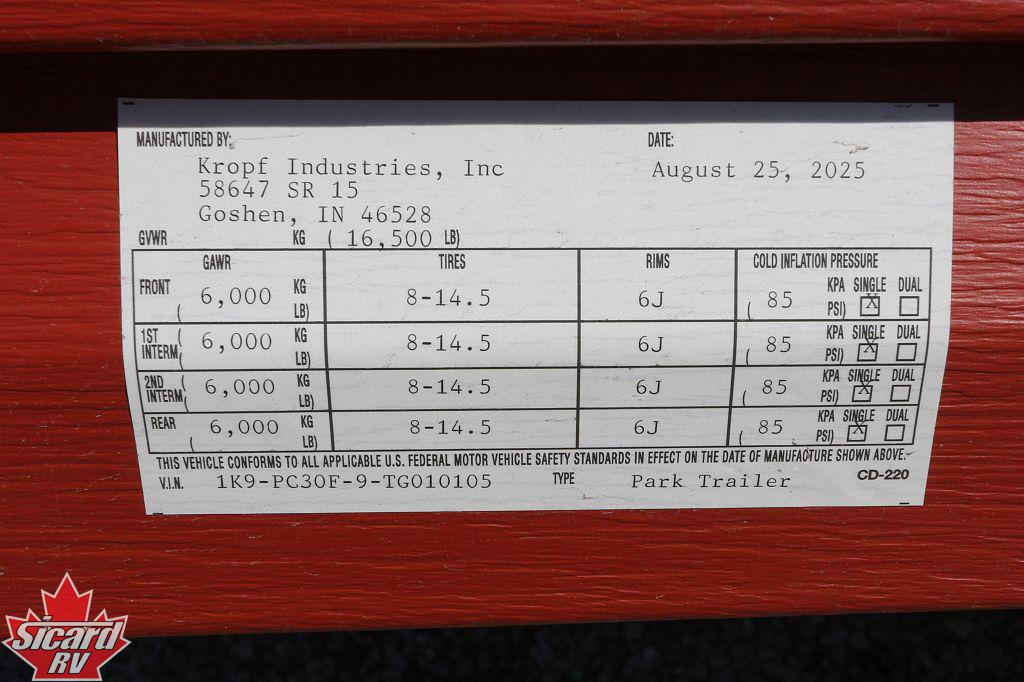 MANUFACTURED BY: DATE:
Kropf Industries, Inc August 25, 2025
58647 SR 15
Goshen, IN 46528
GVWR KG ( 16,500 LB)
GAWR TIRES RIMS COLD INFLATION PRESSURE
FRONT ( 6,000 KG LB) 8-14.5 6J ( 85 KPA PSI) SINGLE X DUAL
1ST INTERM ( 6,000 KG LB) 8-14.5 6J ( 85 KPA PSI) SINGLE X DUAL
2ND INTERM ( 6,000 KG LB) 8-14.5 6J ( 85 KPA PSI) SINGLE X DUAL
REAR ( 6,000 KG LB) 8-14.5 6J ( 85 KPA PSI) SINGLE X DUAL
THIS VEHICLE CONFORMS TO ALL APPLICABLE U.S. FEDERAL MOTOR VEHICLE SAFETY STANDARDS IN EFFECT ON THE DATE OF MANUFACTURE SHOWN ABOVE.
V.I.N. 1K9-PC30F-9-TG010105 TYPE Park Trailer CD-220
Sicard
RV